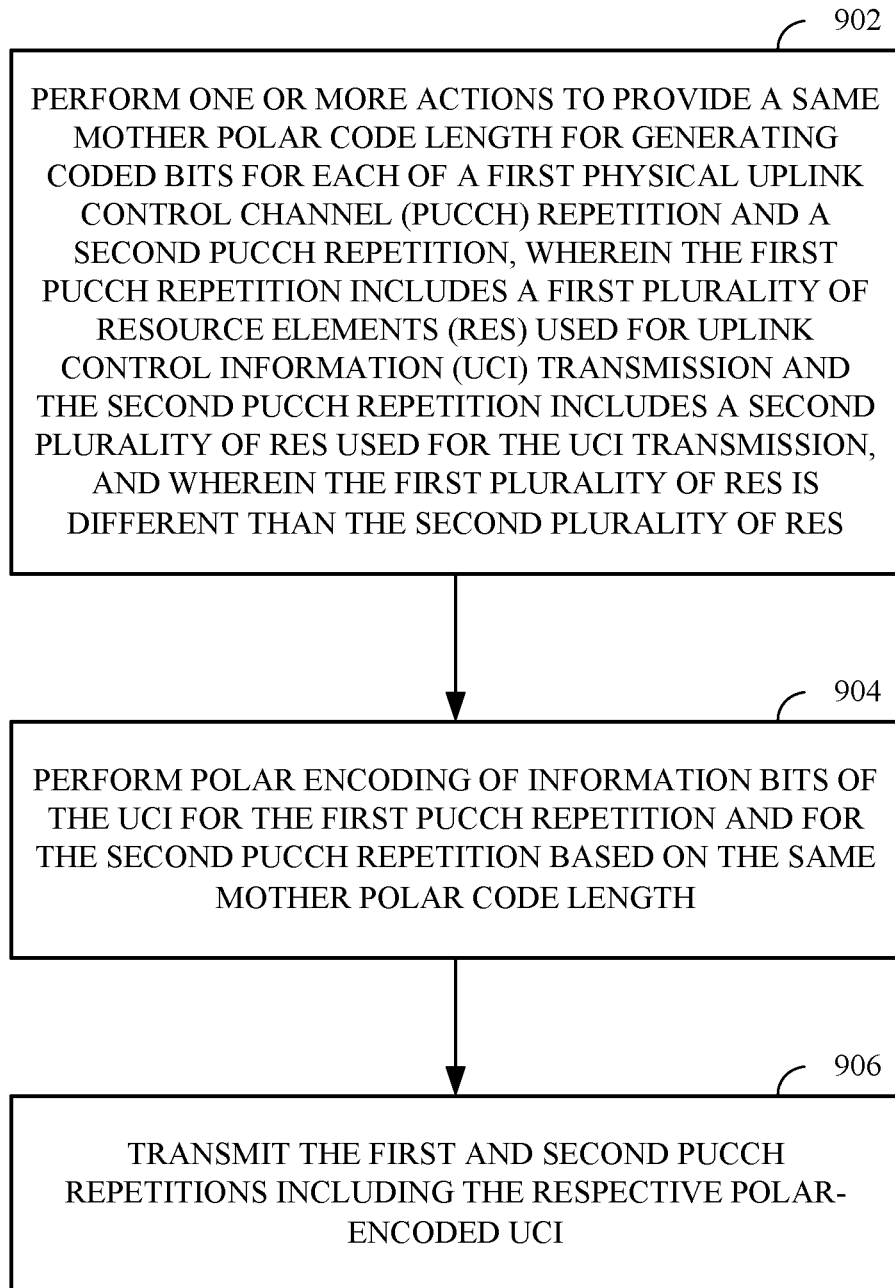 902
PERFORM ONE OR MORE ACTIONS TO PROVIDE A SAME
MOTHER POLAR CODE LENGTH FOR GENERATING
CODED BITS FOR EACH OF A FIRST PHYSICAL UPLINK
CONTROL CHANNEL (PUCCH) REPETITION AND A
SECOND PUCCH REPETITION, WHEREIN THE FIRST
PUCCH REPETITION INCLUDES A FIRST PLURALITY OF
RESOURCE ELEMENTS (RES) USED FOR UPLINK
CONTROL INFORMATION (UCI) TRANSMISSION AND
THE SECOND PUCCH REPETITION INCLUDES A SECOND
PLURALITY OF RES USED FOR THE UCI TRANSMISSION,
AND WHEREIN THE FIRST PLURALITY OF RES IS
DIFFERENT THAN THE SECOND PLURALITY OF RES
904
PERFORM POLAR ENCODING OF INFORMATION BITS OF
THE UCI FOR THE FIRST PUCCH REPETITION AND FOR
THE SECOND PUCCH REPETITION BASED ON THE SAME
MOTHER POLAR CODE LENGTH
906
TRANSMIT THE FIRST AND SECOND PUCCH
REPETITIONS INCLUDING THE RESPECTIVE POLAR-
ENCODED UCI